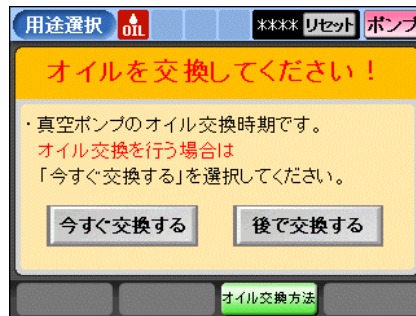 用途選択 OIL ****リセット ポンプ
オイルを交換してください！
・真空ポンプのオイル交換時期です。
オイル交換を行う場合は
「今すぐ交換する」を選択してください。
今すぐ交換する 後で交換する
オイル交換方法